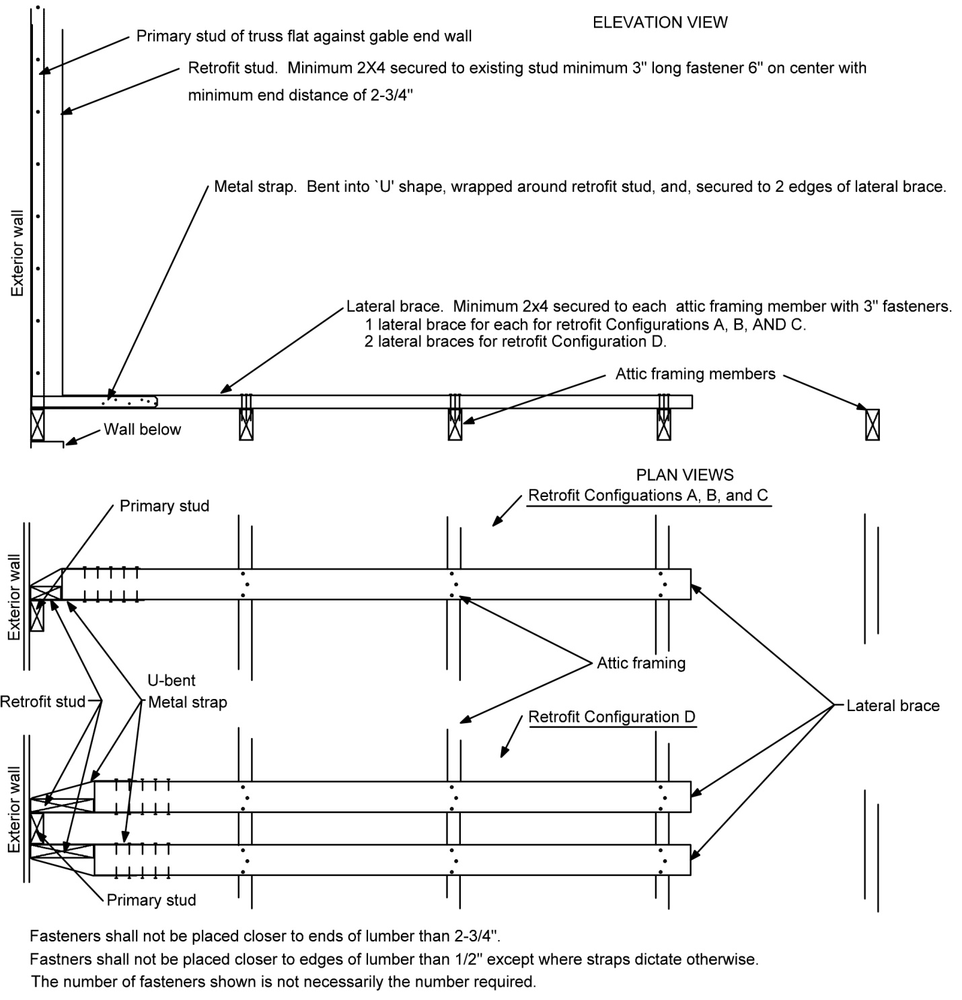 ELEVATION VIEW
Primary stud of truss flat against gable end wall
Retrofit stud. Minimum 2X4 secured to existing stud minimum 3" long fastener 6" on center with
minimum end distance of 2-3/4"
Metal strap. Bent into `U' shape, wrapped around retrofit stud, and, secured to 2 edges of lateral brace.
Exterior wall
Lateral brace. Minimum 2x4 secured to each attic framing member with 3" fasteners.
1 lateral brace for each for retrofit Configurations A, B, AND C.
2 lateral braces for retrofit Configuration D.
Attic framing members
Wall below
PLAN VIEWS
Retrofit Configuations A, B, and C
Primary stud
Exterior wall
Attic framing
U-bent
Metal strap
Retrofit stud
Lateral brace
Retrofit Configuration D
Exterior wall
Primary stud
Fasteners shall not be placed closer to ends of lumber than 2-3/4".
Fastners shall not be placed closer to edges of lumber than 1/2" except where straps dictate otherwise.
The number of fasteners shown is not necessarily the number required.